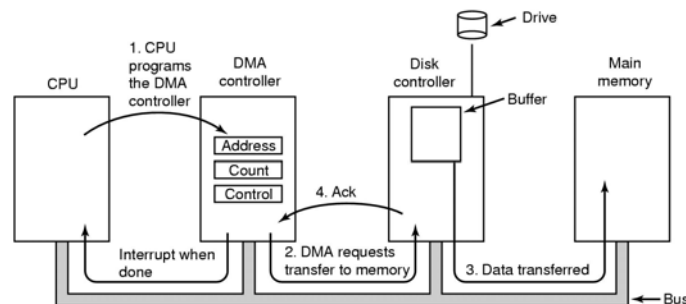 Drive
1. CPU
programs
the DMA
controller
CPU
DMA
controller
Disk
controller
Main
memory
Buffer
Address
Count
Control
4. Ack
Interrupt when
done
2. DMA requests
transfer to memory
3. Data transferred
Bus